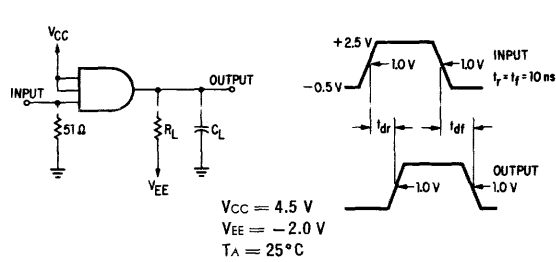 VCC
INPUT
51 Ω
OUTPUT
RL
CL
VEE
+2.5 V
-0.5 V
1.0 V
1.0 V
INPUT
tr = tf = 10 ns
tdr
tdf
OUTPUT
1.0 V
1.0 V
VCC = 4.5 V
VEE = -2.0 V
TA = 25°C